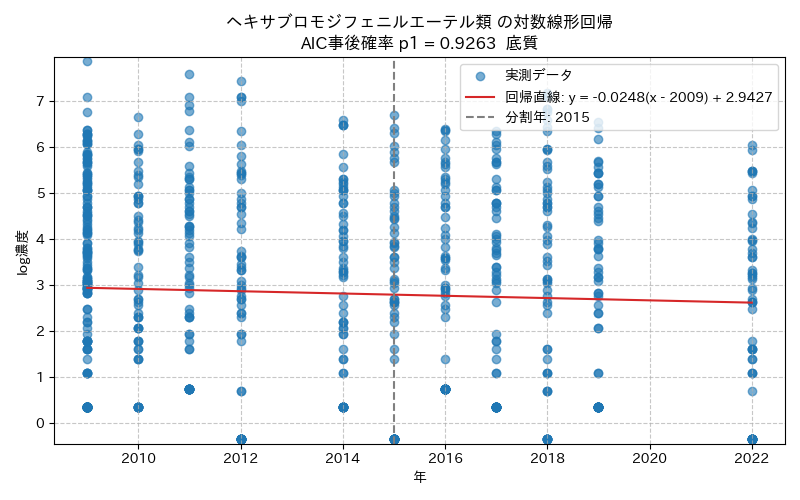 ヘキサブロモジフェニルエーテル類 の対数線形回帰
AIC事後確率 p1 = 0.9263  底質
実測データ
回帰直線: y = -0.0248(x - 2009) + 2.9427
分割年: 2015
log濃度
7
6
5
4
3
2
1
0
2010
2012
2014
2016
2018
2020
2022
年